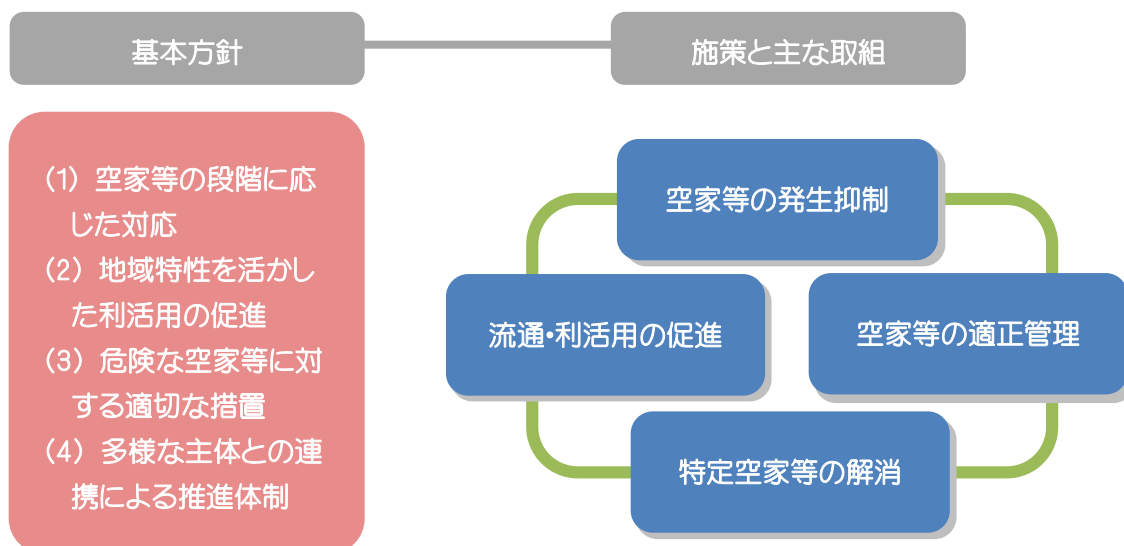 基本方針
施策と主な取組
(1) 空家等の段階に応
じた対応
(2) 地域特性を活かし
た利活用の促進
(3) 危険な空家等に対
する適切な措置
(4) 多様な主体との連
携による推進体制
空家等の発生抑制
流通・利活用の促進
空家等の適正管理
特定空家等の解消